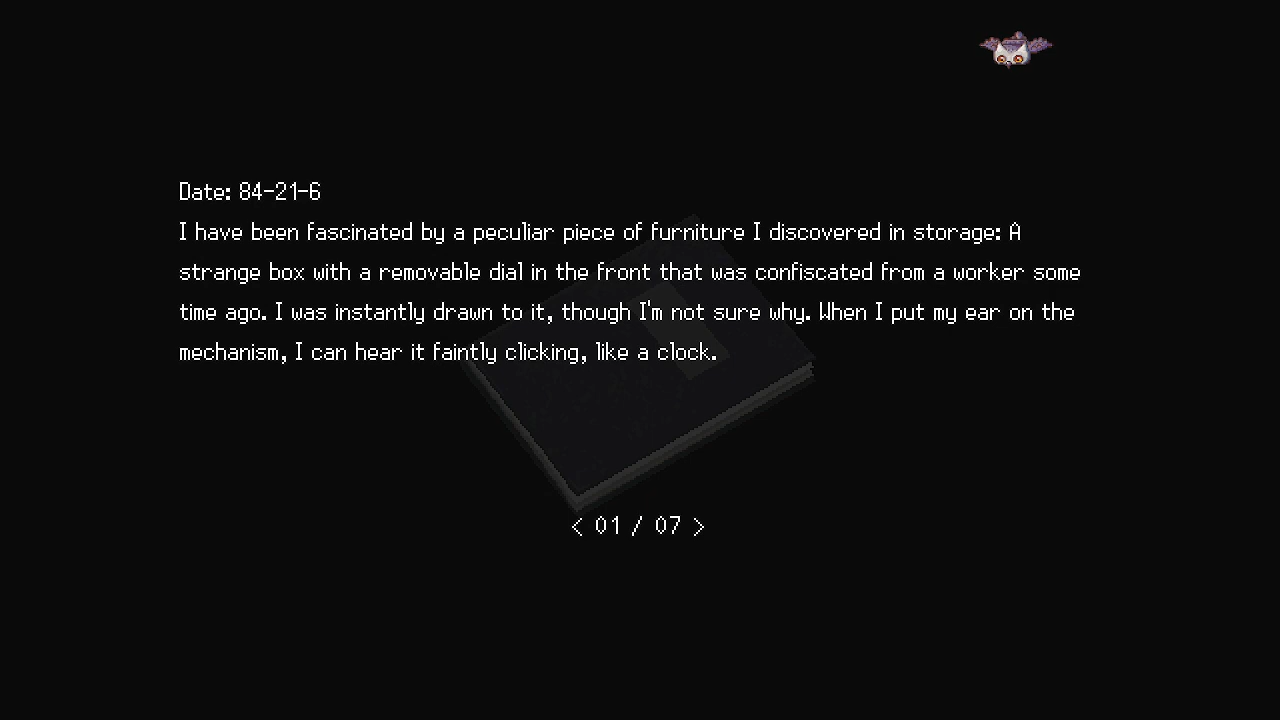 Date: 84-21-6
I have been fascinated by a peculiar piece of furniture I discovered in storage: A
strange box with a removable dial in the front that was confiscated from a worker some
time ago. I was instantly drawn to it, though I'm not sure why. When I put my ear on the
mechanism, I can hear it faintly clicking, like a clock.
< 01 / 07 >